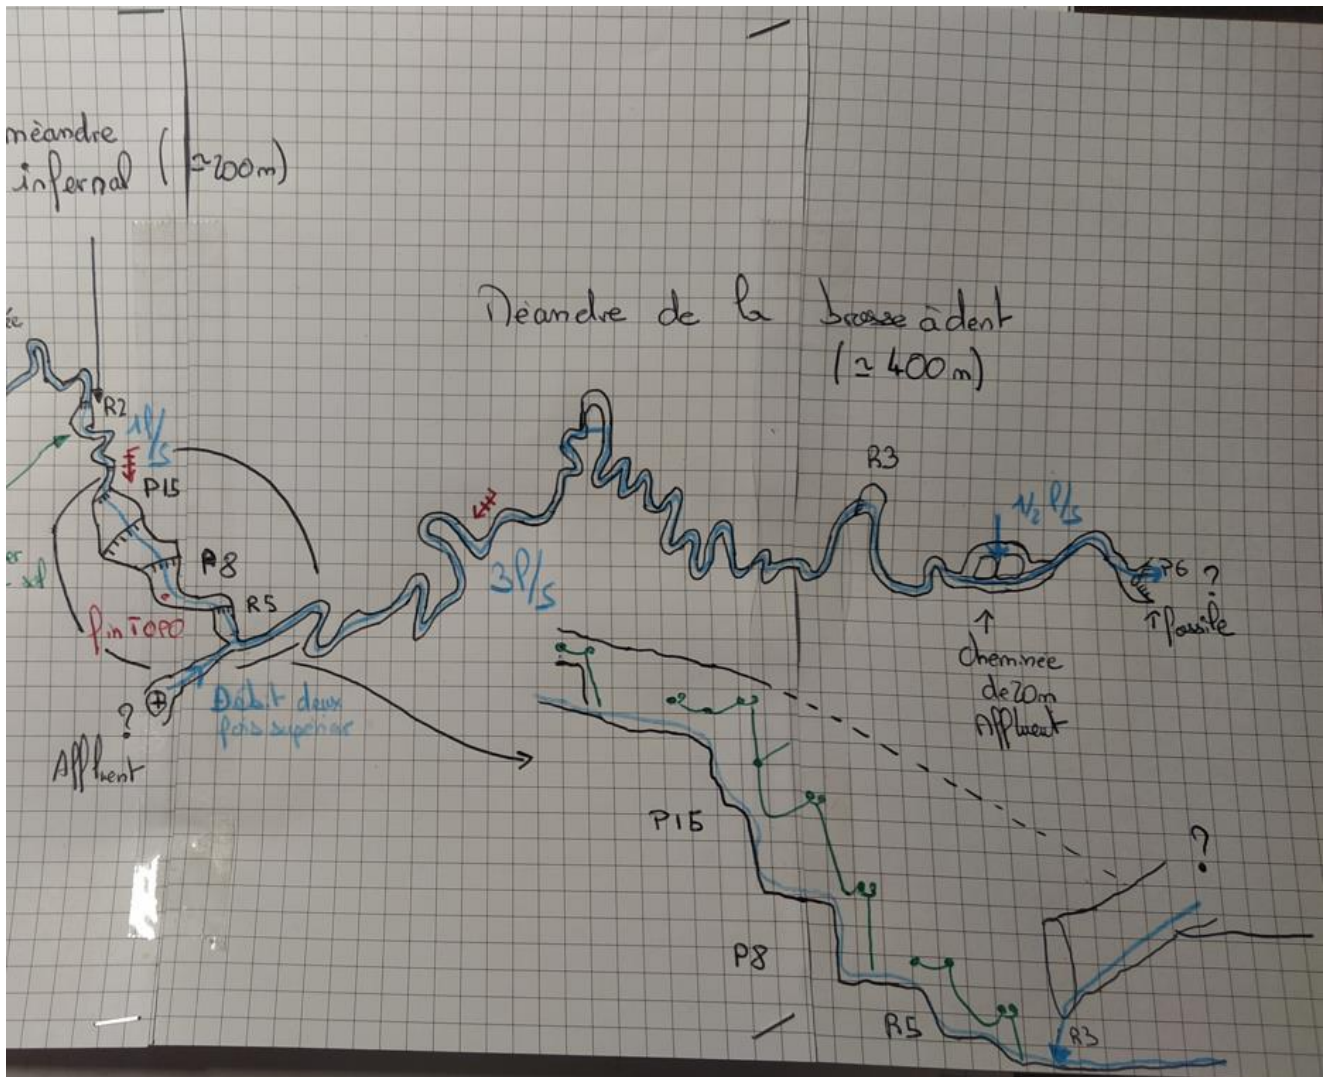 méandre
infernal (≃200m)
Méandre de la brosse à dent
(≃ 400m)
R2
1l/s
P15
P8
R5
fin TOPO
Débit deux
fois supérieur
?
Affluent
3l/s
R3
1/2 l/s
P6 ?
↑ fossile
↑
Cheminée
de 20m
Affluent
P15
P8
R5
R3
?